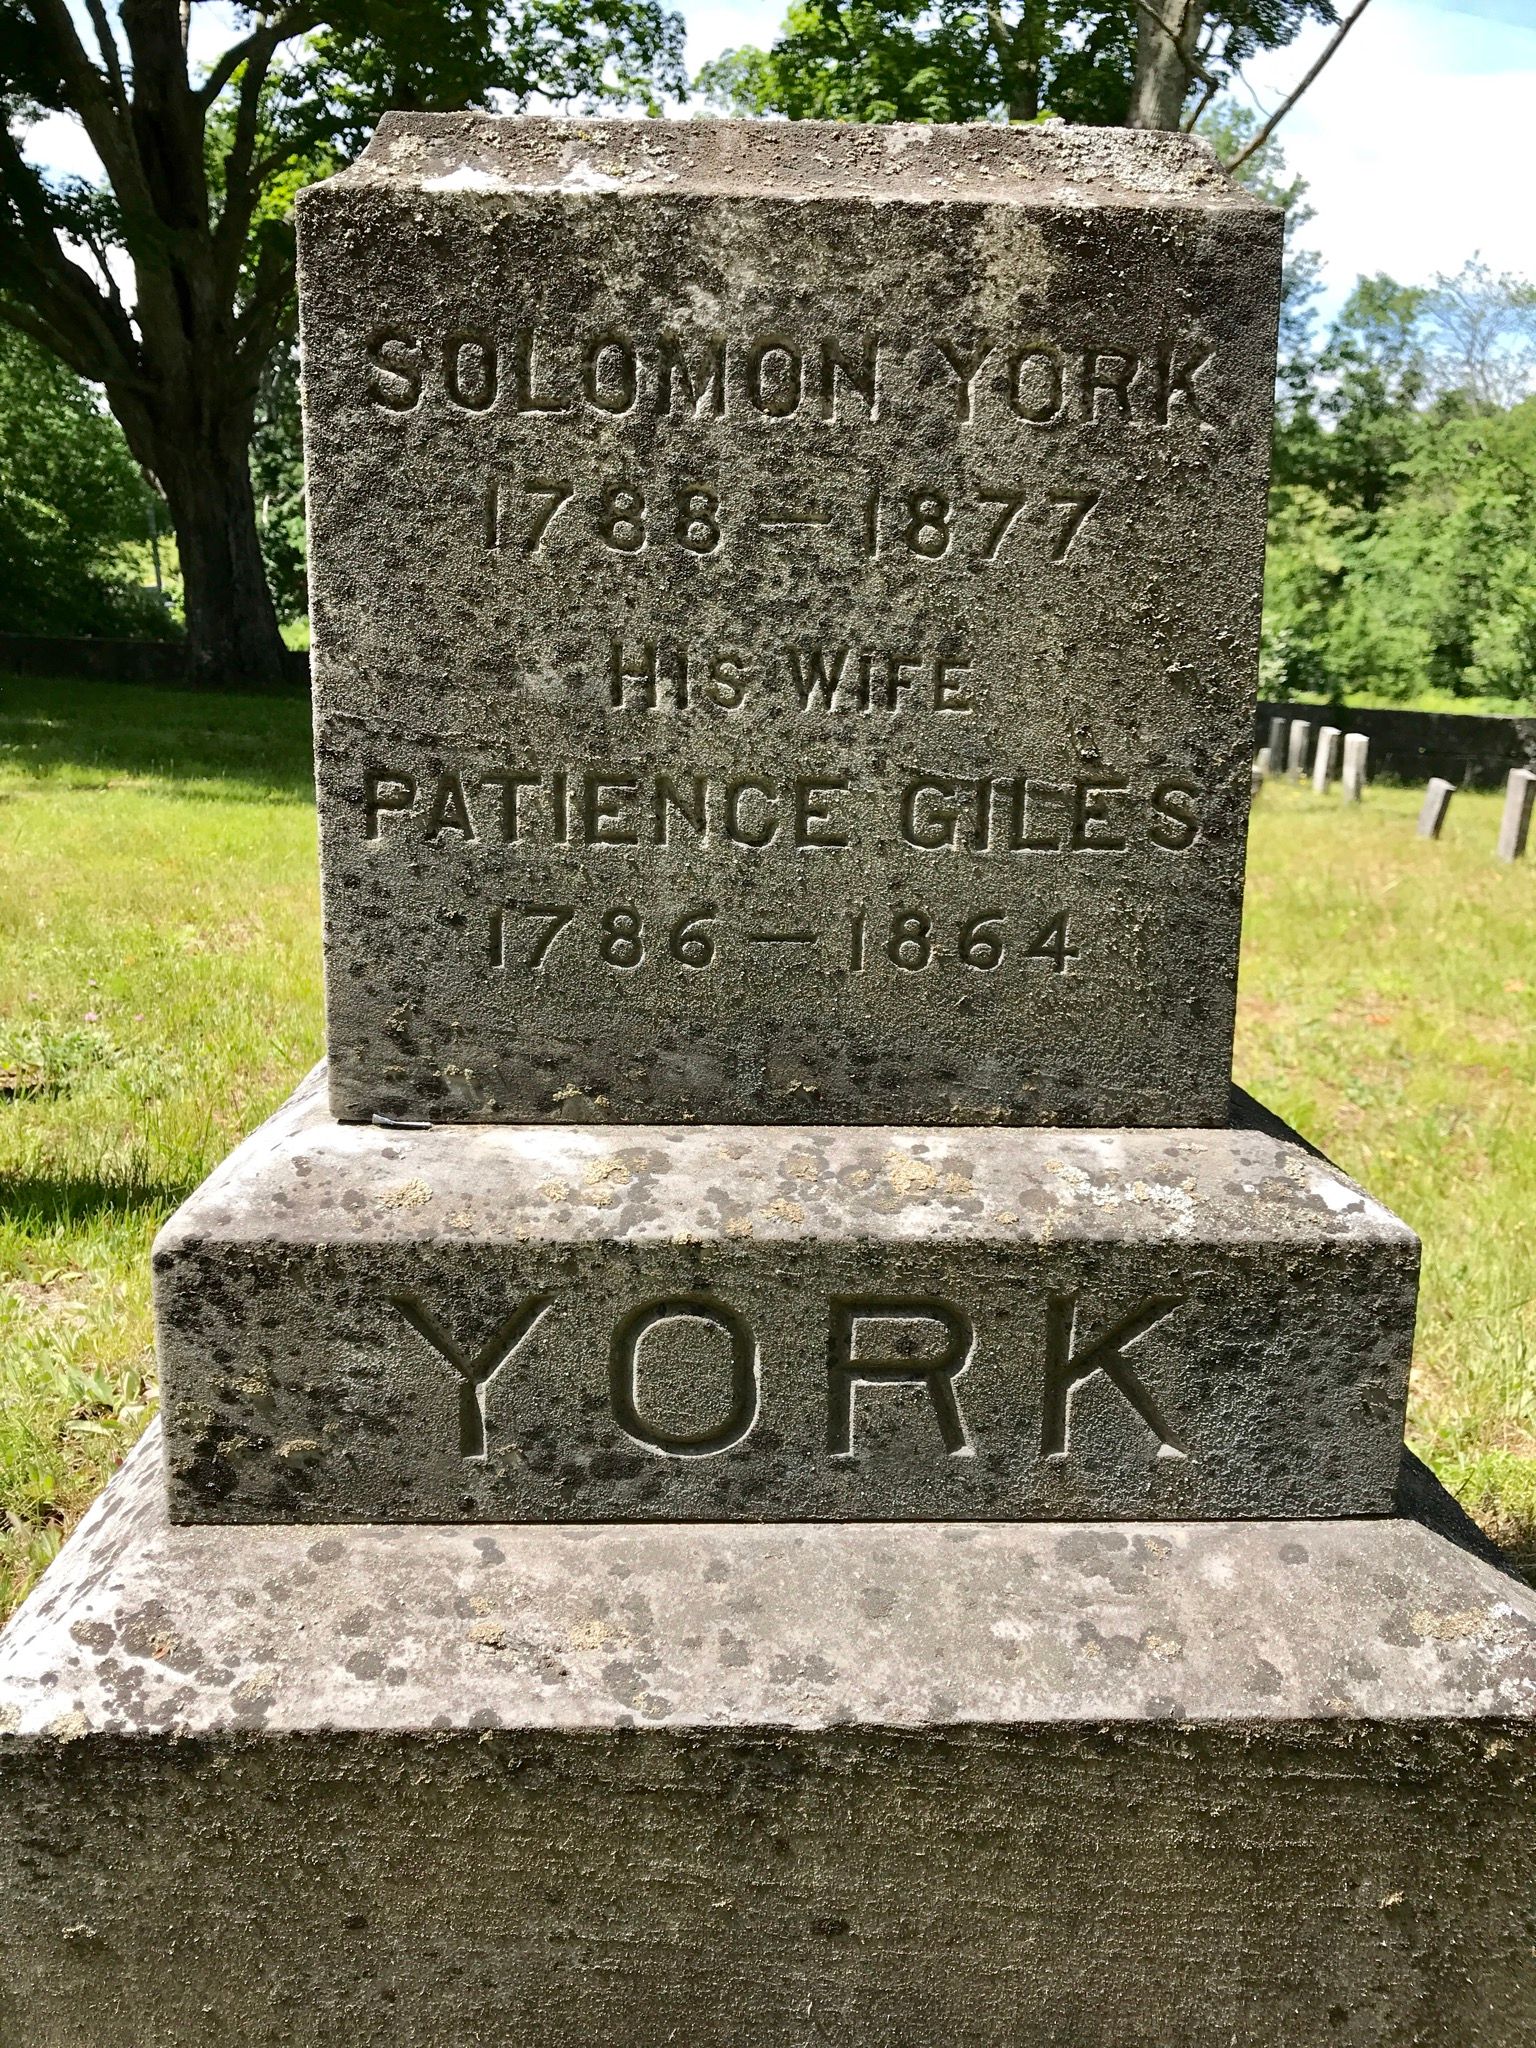 SOLOMON YORK
1788 — 1877
HIS WIFE
PATIENCE GILES
1786 — 1864
YORK